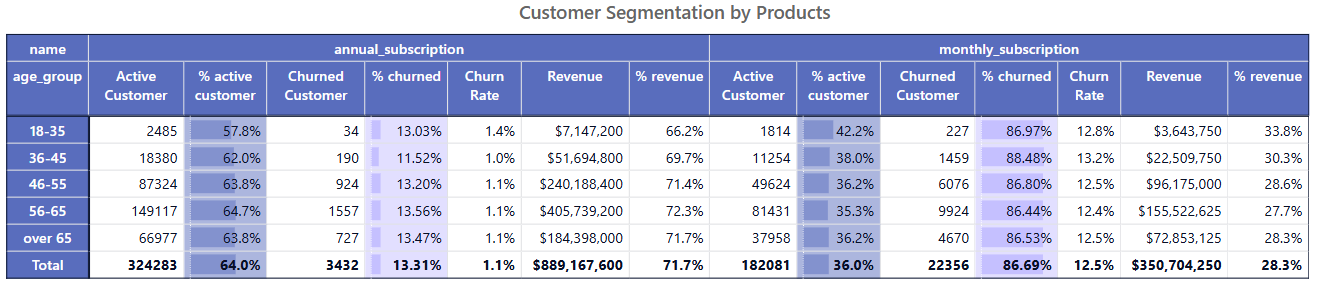 Customer Segmentation by Products
name annual_subscription monthly_subscription
age_group Active Customer % active customer Churned Customer % churned Churn Rate Revenue % revenue Active Customer % active customer Churned Customer % churned Churn Rate Revenue % revenue
18-35 2485 57.8% 34 13.03% 1.4% $7,147,200 66.2% 1814 42.2% 227 86.97% 12.8% $3,643,750 33.8%
36-45 18380 62.0% 190 11.52% 1.0% $51,694,800 69.7% 11254 38.0% 1459 88.48% 13.2% $22,509,750 30.3%
46-55 87324 63.8% 924 13.20% 1.1% $240,188,400 71.4% 49624 36.2% 6076 86.80% 12.5% $96,175,000 28.6%
56-65 149117 64.7% 1557 13.56% 1.1% $405,739,200 72.3% 81431 35.3% 9924 86.44% 12.4% $155,522,625 27.7%
over 65 66977 63.8% 727 13.47% 1.1% $184,398,000 71.7% 37958 36.2% 4670 86.53% 12.5% $72,853,125 28.3%
Total 324283 64.0% 3432 13.31% 1.1% $889,167,600 71.7% 182081 36.0% 22356 86.69% 12.5% $350,704,250 28.3%